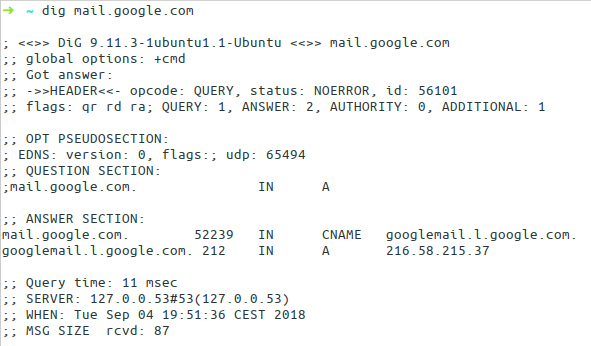 ➜ ~ dig mail.google.com
; <<>> DiG 9.11.3-1ubuntu1.1-Ubuntu <<>> mail.google.com
;; global options: +cmd
;; Got answer:
;; ->>HEADER<<- opcode: QUERY, status: NOERROR, id: 56101
;; flags: qr rd ra; QUERY: 1, ANSWER: 2, AUTHORITY: 0, ADDITIONAL: 1
;; OPT PSEUDOSECTION:
; EDNS: version: 0, flags:; udp: 65494
;; QUESTION SECTION:
;mail.google.com. IN A
;; ANSWER SECTION:
mail.google.com. 52239 IN CNAME googlemail.l.google.com.
googlemail.l.google.com. 212 IN A 216.58.215.37
;; Query time: 11 msec
;; SERVER: 127.0.0.53#53(127.0.0.53)
;; WHEN: Tue Sep 04 19:51:36 CEST 2018
;; MSG SIZE rcvd: 87